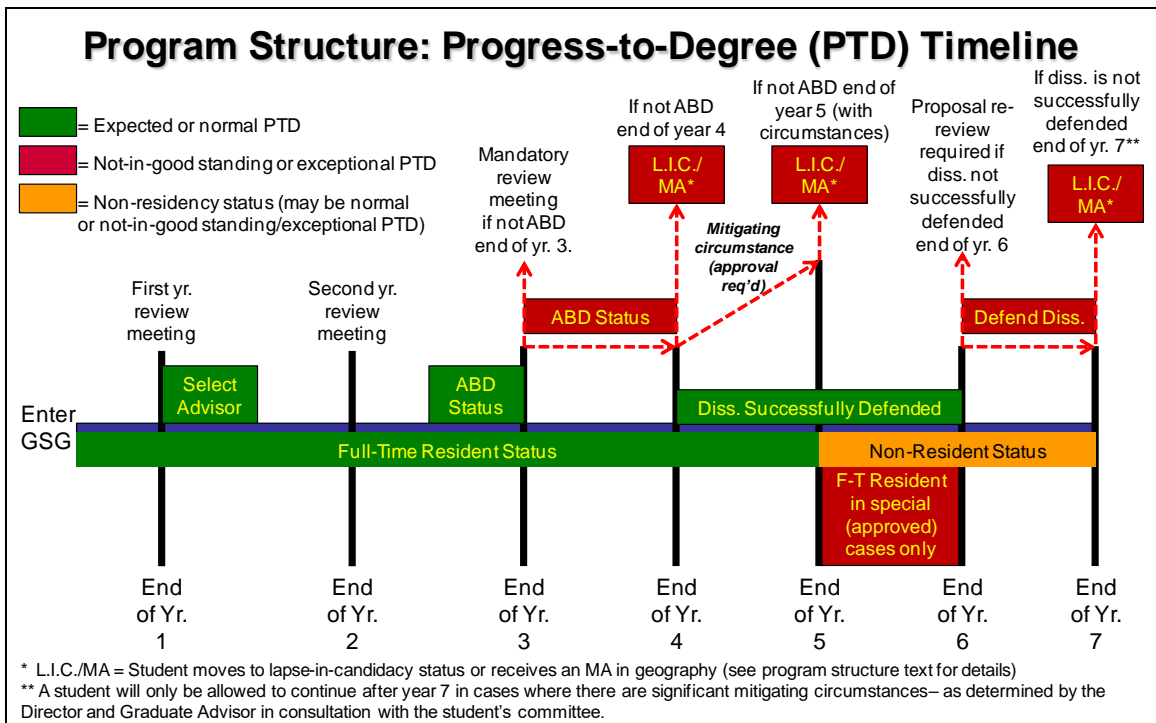 Program Structure: Progress-to-Degree (PTD) Timeline
= Expected or normal PTD
= Not-in-good standing or exceptional PTD
= Non-residency status (may be normal
or not-in-good standing/exceptional PTD)
First yr.
review
meeting
Second yr.
review
meeting
Mandatory
review
meeting
if not ABD
end of yr. 3.
If not ABD
end of year 4
L.I.C./
MA*
If not ABD end of
year 5 (with
circumstances)
L.I.C./
MA*
Mitigating
circumstance
(approval
req’d)
Proposal re-
review
required if
diss. not
successfully
defended
end of yr. 6
If diss. is not
successfully
defended
end of yr. 7**
L.I.C./
MA*
ABD Status
Defend Diss.
Select
Advisor
ABD
Status
Diss. Successfully Defended
Enter
GSG
Full-Time Resident Status
Non-Resident Status
F-T Resident
in special
(approved)
cases only
End
of Yr.
1
End
of Yr.
2
End
of Yr.
3
End
of Yr.
4
End
of Yr.
5
End
of Yr.
6
End
of Yr.
7
* L.I.C./MA = Student moves to lapse-in-candidacy status or receives an MA in geography (see program structure text for details)
** A student will only be allowed to continue after year 7 in cases where there are significant mitigating circumstances– as determined by the
Director and Graduate Advisor in consultation with the student’s committee.